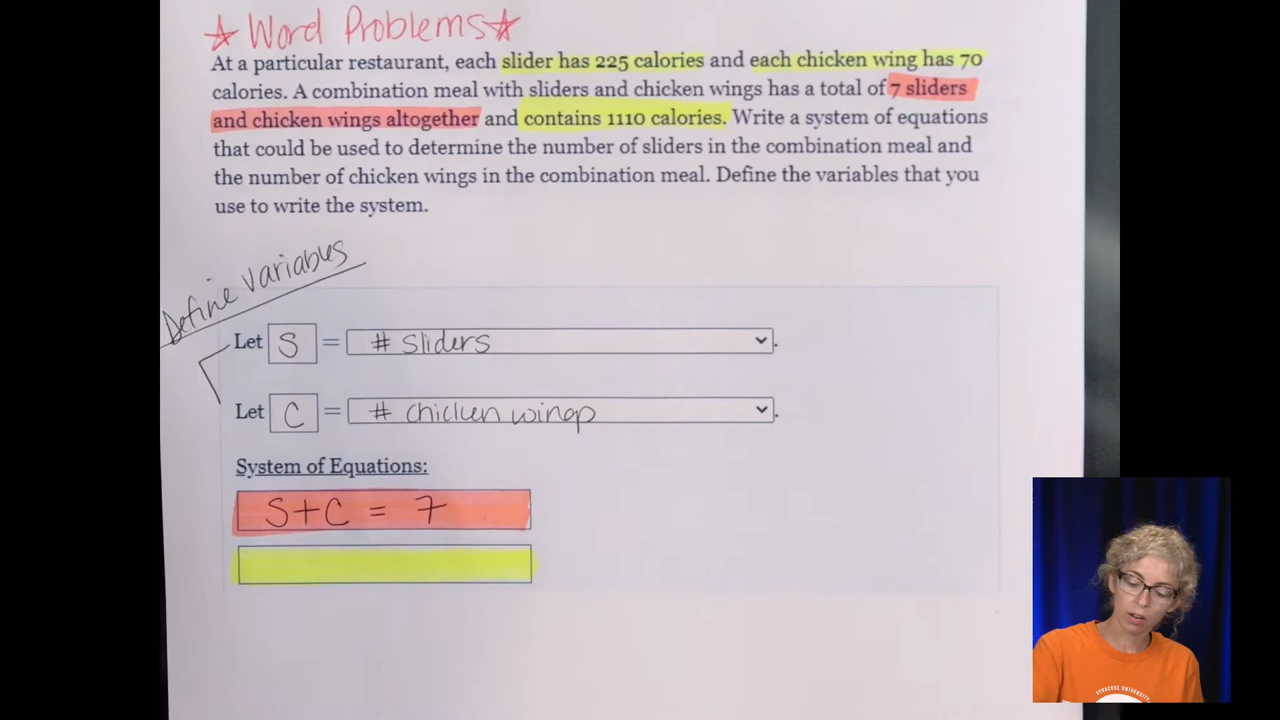 ☆ Word Problems ☆
At a particular restaurant, each slider has 225 calories and each chicken wing has 70
calories. A combination meal with sliders and chicken wings has a total of 7 sliders
and chicken wings altogether and contains 1110 calories. Write a system of equations
that could be used to determine the number of sliders in the combination meal and
the number of chicken wings in the combination meal. Define the variables that you
use to write the system.
Define Variables
Let S = # sliders.
Let C = # chicken wings.
System of Equations:
S+C = 7
SYRACUSE UNIVERSITY